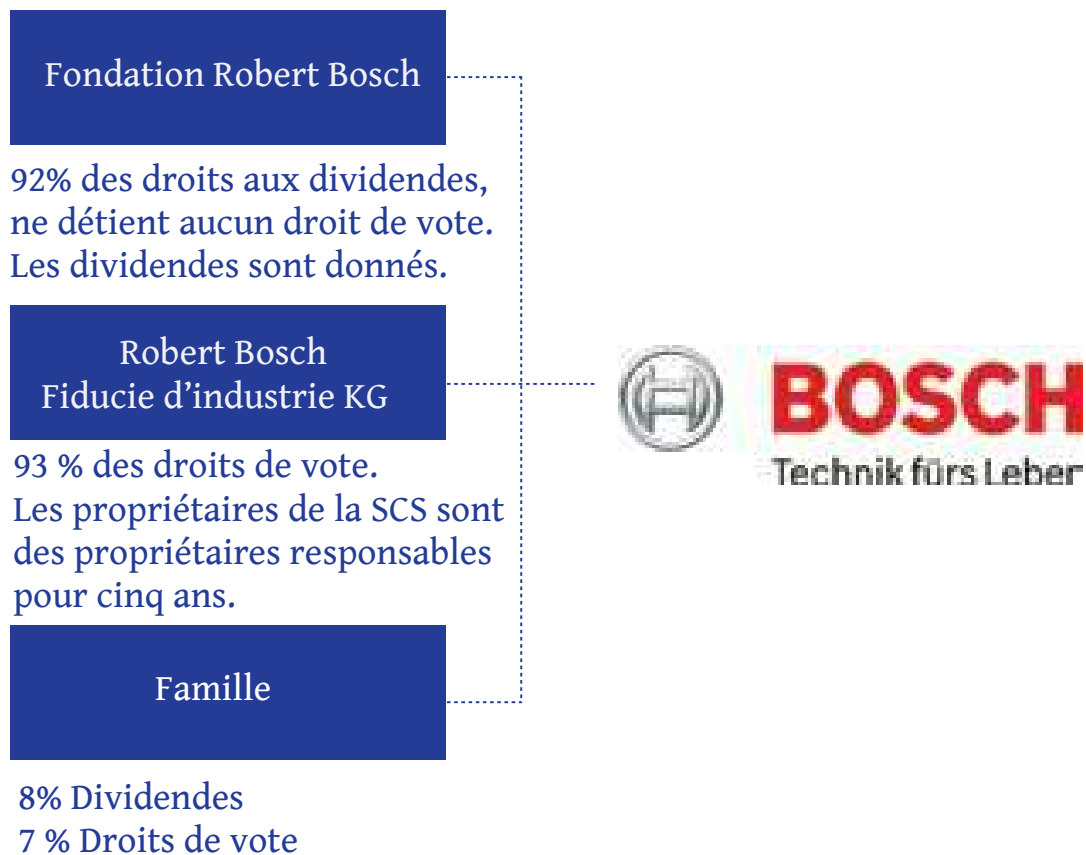 Fondation Robert Bosch
92% des droits aux dividendes,
ne détient aucun droit de vote.
Les dividendes sont donnés.
Robert Bosch
Fiducie d'industrie KG
93 % des droits de vote.
Les propriétaires de la SCS sont
des propriétaires responsables
pour cinq ans.
Famille
8% Dividendes
7 % Droits de vote
BOSCH
Technik fürs Leben